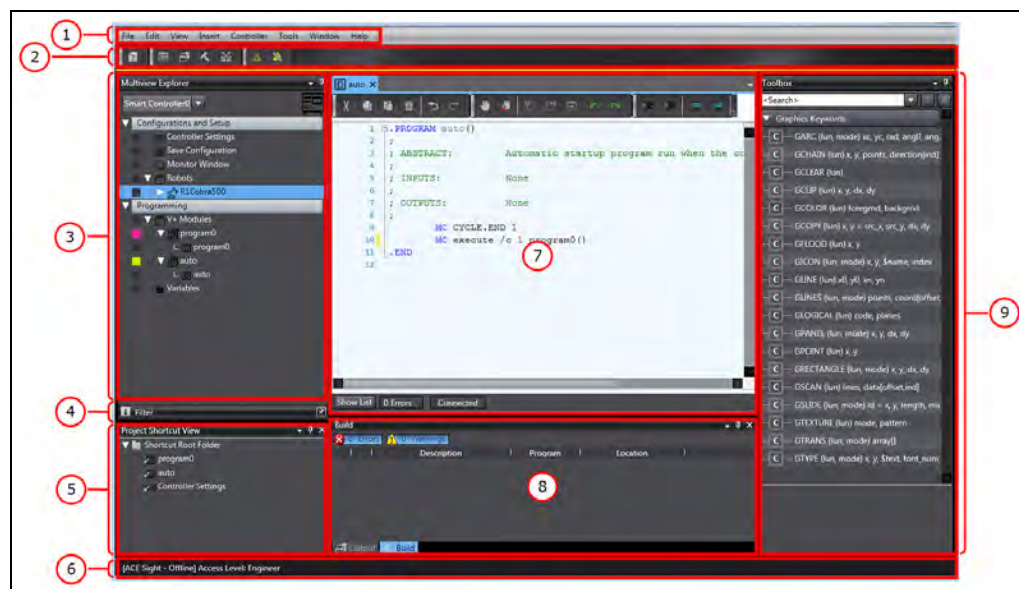 1
File Edit View Insert Controller Tools Window Help
2
Multiview Explorer
Smart Controller0
Configurations and Setup
Controller Settings
Save Configuration
Monitor Window
Robots
R1Cobra500
Programming
V+ Modules
program0
program0
auto
auto
Variables
3
auto
1 .PROGRAM auto()
2 ;
3 ; ABSTRACT: Automatic startup program run when the
4 ;
5 ; INPUTS: None
6 ;
7 ; OUTPUTS: None
8 ;
9 MC CYCLE.END 1
10 MC execute /c 1 program0()
11 .END
12
7
Show List 0 Errors Connected
Toolbox
<Search>
Graphics Keywords
C GARC (lun, mode) xc, yc, rad, ang0, ang
C GCHAIN (lun) x, y, points, direction[ind]
C GCLEAR (lun)
C GCLIP (lun) x, y, dx, dy
C GCOLOR (lun) foregrnd, backgrnd
C GCOPY (lun) x, y = src_x, src_y, dx, dy
C GFLOOD (lun) x, y
C GICON (lun, mode) x, y, $name, index
C GLINE (lun) x0, y0, xn, yn
C GLINES (lun, mode) points, coord[offset,
C GLOGICAL (lun) code, planes
C GPANEL (lun, mode) x, y, dx, dy
C GPOINT (lun) x, y
C GRECTANGLE (lun, mode) x, y, dx, dy
C GSCAN (lun) lines, data[offset,ind]
C GSLIDE (lun, mode) id = x, y, length,
C GTEXTURE (lun) mode, pattern
C GTRANS (lun, mode) array[]
C GTYPE (lun, mode) x, y, $text, font_num
9
4
Filter
Project Shortcut View
Shortcut Root Folder
program0
auto
Controller Settings
5
Build
0 Errors 0 Warnings
Description Program Location
8
Output Build
6
[ACE Sight - Offline] Access Level: Engineer